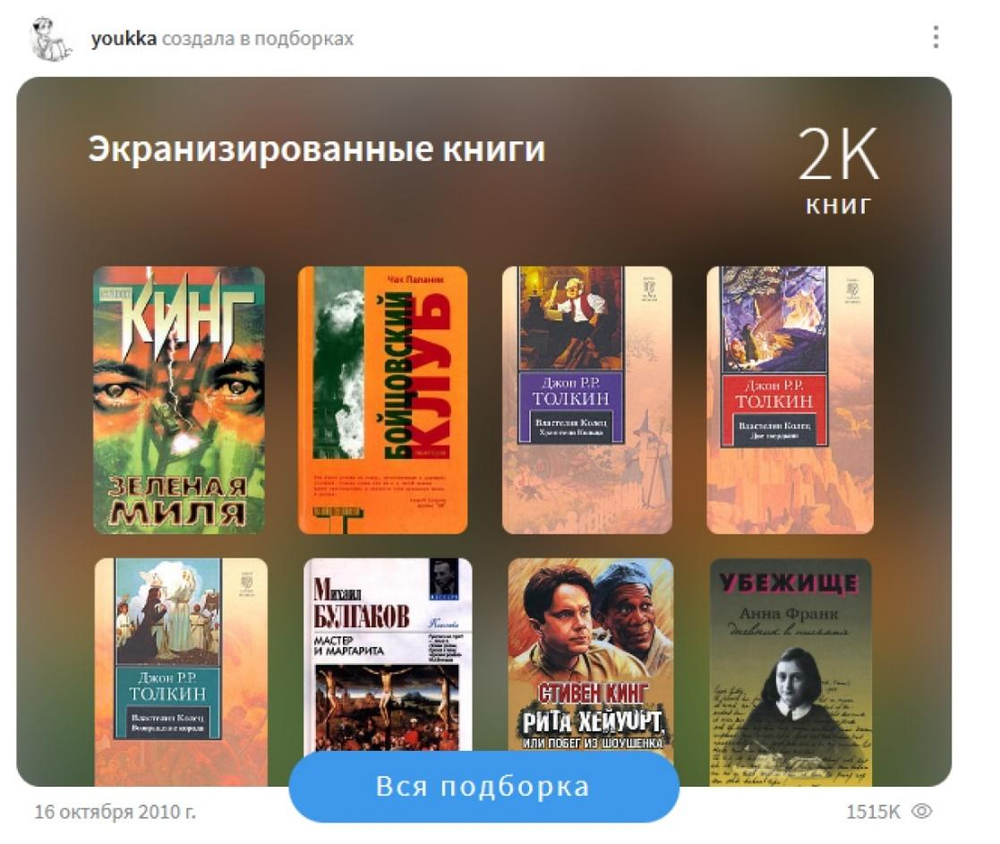 youkka создала в подборках
Экранизированные книги
2K
книг
КИНГ
ЗЕЛЕНАЯ
МИЛЯ
Чак Паланик
БОЙЦОВСКИЙ
КЛУБ
Джон Р.Р.
ТОЛКИН
Властелин Колец
Хранители Кольца
Джон Р.Р.
ТОЛКИН
Властелин Колец
Две твердыни
Джон Р.Р.
ТОЛКИН
Властелин Колец
Возвращение короля
Михаил
БУЛГАКОВ
МАСТЕР
И МАРГАРИТА
СТИВЕН КИНГ
РИТА ХЕЙУОРТ,
ИЛИ ПОБЕГ ИЗ ШОУШЕНКА
УБЕЖИЩЕ
Анна Франк
дневник в письмах
Вся подборка
16 октября 2010 г.
1515K